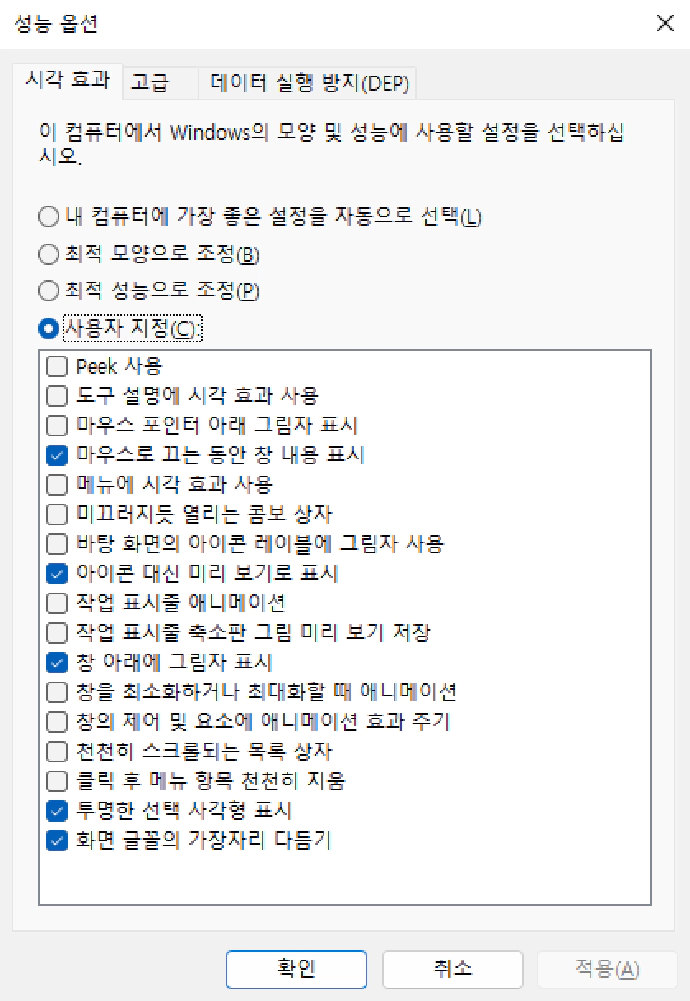 성능 옵션
시각 효과
고급
데이터 실행 방지(DEP)
이 컴퓨터에서 Windows의 모양 및 성능에 사용할 설정을 선택하십
시오.
내 컴퓨터에 가장 좋은 설정을 자동으로 선택(L)
최적 모양으로 조정(B)
최적 성능으로 조정(P)
사용자 지정(C):
Peek 사용
도구 설명에 시각 효과 사용
마우스 포인터 아래 그림자 표시
마우스로 끄는 동안 창 내용 표시
메뉴에 시각 효과 사용
미끄러지듯 열리는 콤보 상자
바탕 화면의 아이콘 레이블에 그림자 사용
아이콘 대신 미리 보기로 표시
작업 표시줄 애니메이션
작업 표시줄 축소판 그림 미리 보기 저장
창 아래에 그림자 표시
창을 최소화하거나 최대화할 때 애니메이션
창의 제어 및 요소에 애니메이션 효과 주기
천천히 스크롤되는 목록 상자
클릭 후 메뉴 항목 천천히 지움
투명한 선택 사각형 표시
화면 글꼴의 가장자리 다듬기
확인
취소
적용(A)